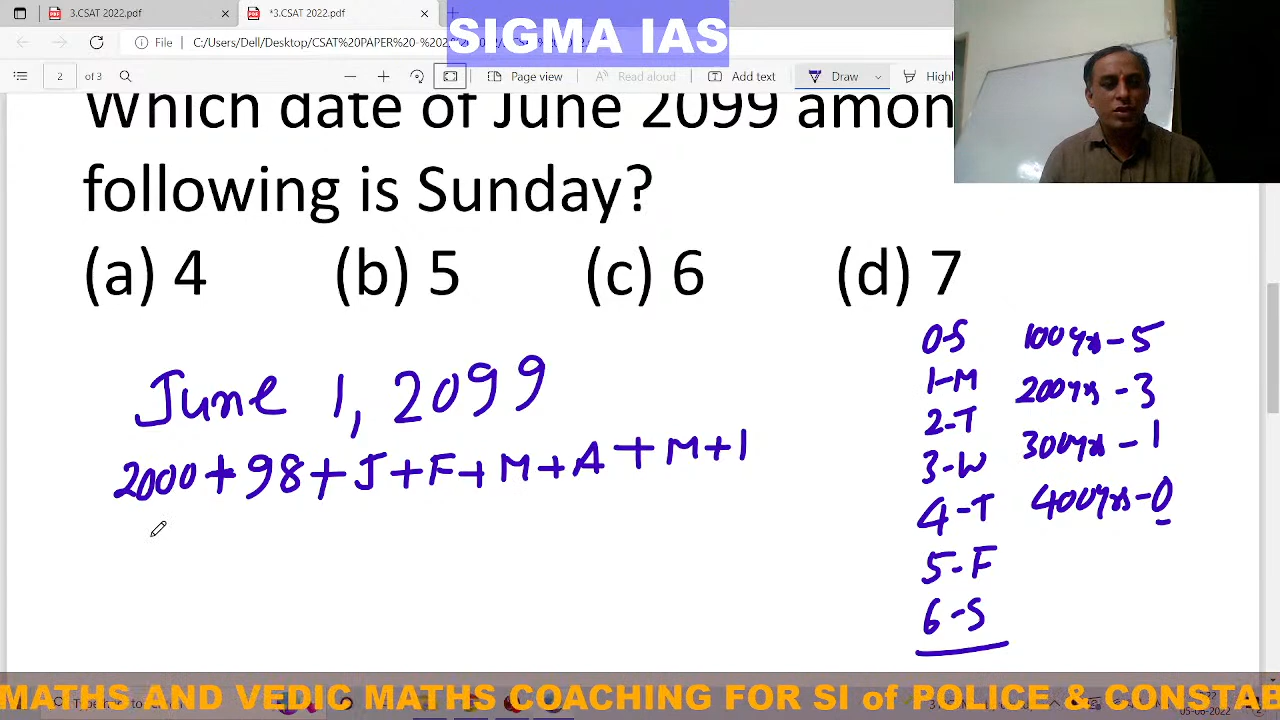 3.CSAT 2022.pdf
*3.CSAT 2022.pdf
SIGMA IAS
File
C:/Users/Dell/Desktop/CSAT%20PAPER%20
2
Page view
Read aloud
Add text
Draw
Highl
Which date of June 2099 amon
following is Sunday?
(a) 4 (b) 5 (c) 6 (d) 7
June 1, 2099
2000 + 98 + J + F + M + A + M + 1
0-S
1-M
2-T
3-W
4-T
5-F
6-S
100yrs - 5
200yrs - 3
300yrs - 1
400yrs - 0
MATHS AND VEDIC MATHS COACHING FOR SI of POLICE & CONSTAB